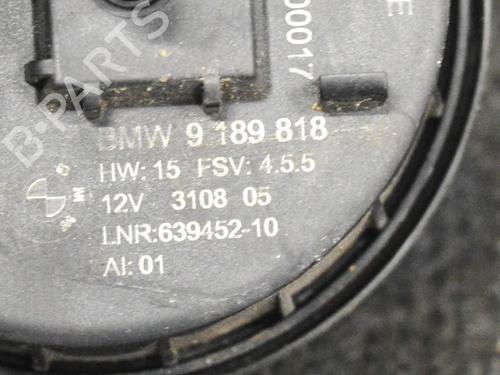 B-PARTS
00017
E
BMW 9 189 818
HW: 15 FSV: 4.5.5
12V 3108 05
LNR:639452-10
AI: 01